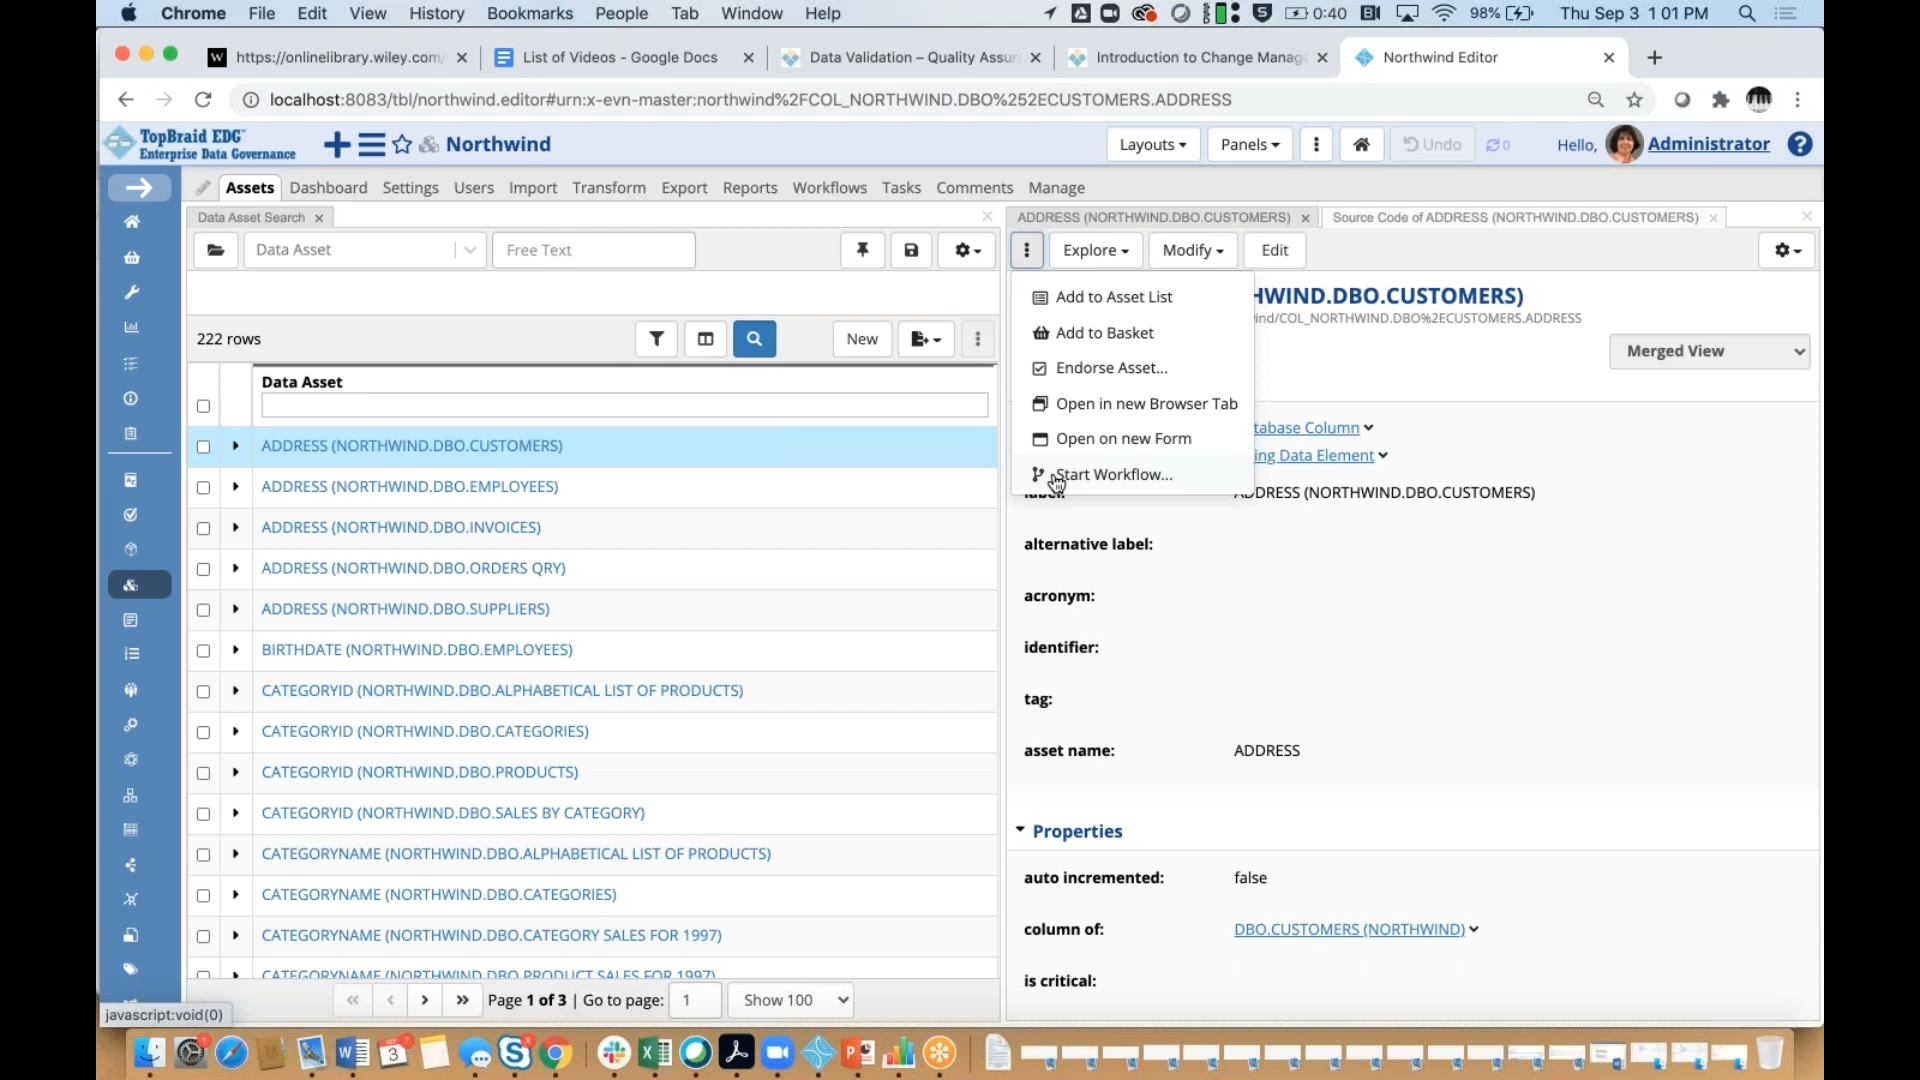 Chrome File Edit View History Bookmarks People Tab Window Help 0:40 98% Thu Sep 3 1 01 PM
https://onlinelibrary.wiley.com/ List of Videos - Google Docs Data Validation – Quality Assur Introduction to Change Manag Northwind Editor
localhost:8083/tbl/northwind.editor#urn:x-evn-master:northwind%2FCOL_NORTHWIND.DBO%252ECUSTOMERS.ADDRESS
TopBraid EDG™
Enterprise Data Governance
Northwind Layouts Panels Undo 0 Hello, Administrator
Assets Dashboard Settings Users Import Transform Export Reports Workflows Tasks Comments Manage
Data Asset Search
Data Asset Free Text
222 rows New
Data Asset
ADDRESS (NORTHWIND.DBO.CUSTOMERS)
ADDRESS (NORTHWIND.DBO.EMPLOYEES)
ADDRESS (NORTHWIND.DBO.INVOICES)
ADDRESS (NORTHWIND.DBO.ORDERS QRY)
ADDRESS (NORTHWIND.DBO.SUPPLIERS)
BIRTHDATE (NORTHWIND.DBO.EMPLOYEES)
CATEGORYID (NORTHWIND.DBO.ALPHABETICAL LIST OF PRODUCTS)
CATEGORYID (NORTHWIND.DBO.CATEGORIES)
CATEGORYID (NORTHWIND.DBO.PRODUCTS)
CATEGORYID (NORTHWIND.DBO.SALES BY CATEGORY)
CATEGORYNAME (NORTHWIND.DBO.ALPHABETICAL LIST OF PRODUCTS)
CATEGORYNAME (NORTHWIND.DBO.CATEGORIES)
CATEGORYNAME (NORTHWIND.DBO.CATEGORY SALES FOR 1997)
CATEGORYNAME (NORTHWIND.DBO.PRODUCT SALES FOR 1997)
Page 1 of 3 | Go to page: 1 Show 100
javascript:void(0)
ADDRESS (NORTHWIND.DBO.CUSTOMERS) Source Code of ADDRESS (NORTHWIND.DBO.CUSTOMERS)
Explore Modify Edit
HWIND.DBO.CUSTOMERS)
ind/COL_NORTHWIND.DBO%2ECUSTOMERS.ADDRESS
Merged View
Add to Asset List
Add to Basket
Endorse Asset...
Open in new Browser Tab
Open on new Form
Start Workflow...
tabase Column
ing Data Element
label: ADDRESS (NORTHWIND.DBO.CUSTOMERS)
alternative label:
acronym:
identifier:
tag:
asset name: ADDRESS
Properties
auto incremented: false
column of: DBO.CUSTOMERS (NORTHWIND)
is critical: